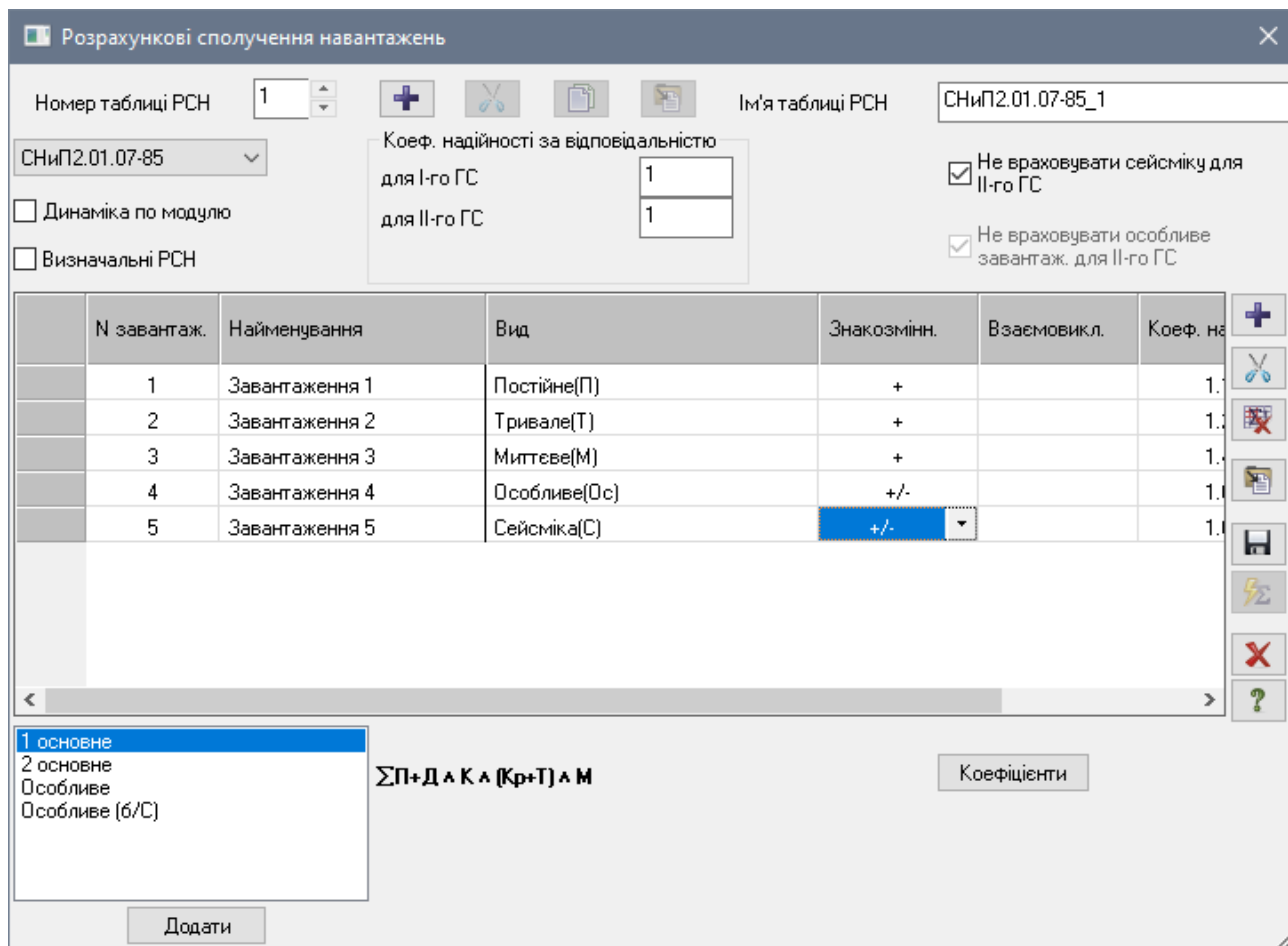 Розрахункові сполучення навантажень
Номер таблиці РСН 1 Ім'я таблиці РСН СНиП2.01.07-85_1
СНиП2.01.07-85
Коеф. надійності за відповідальністю
для I-го ГС 1
для II-го ГС 1
Не враховувати сейсміку для
II-го ГС
Динаміка по модулю
Визначальні РСН
Не враховувати особливе
завантаж. для II-го ГС
N завантаж. Найменування Вид Знакозмінн. Взаємовикл. Коеф.
1 Завантаження 1 Постійне(П) +
2 Завантаження 2 Тривале(Т) +
3 Завантаження 3 Миттєве(М) +
4 Завантаження 4 Особливе(Ос) +/-
5 Завантаження 5 Сейсміка(С) +/-
1 основне
2 основне
Особливе
Особливе (б/С)
∑П+Д ʌ К ʌ (Кр+Т) ʌ М
Коефіцієнти
Додати